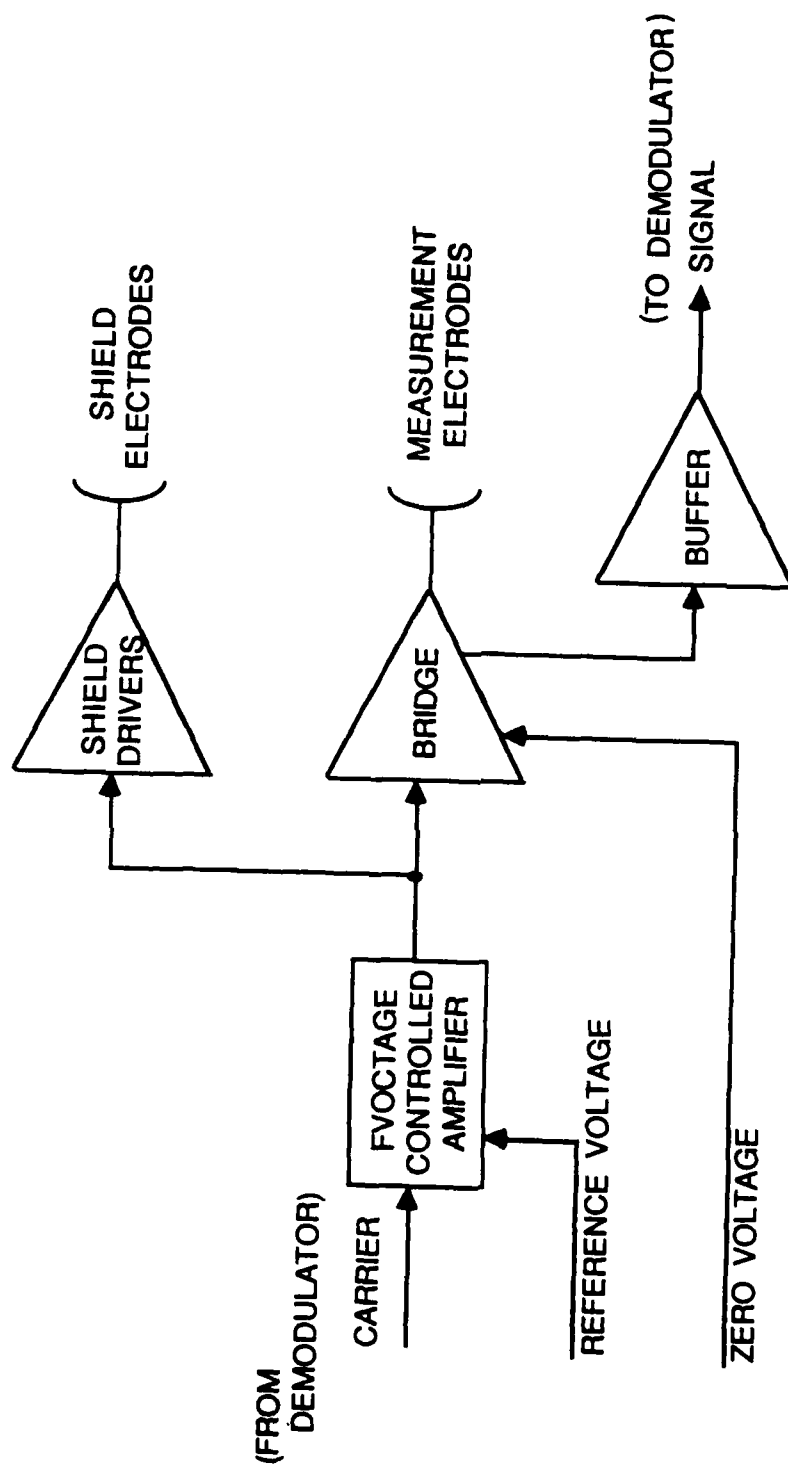 SHIELD
ELECTRODES
SHIELD
DRIVERS
MEASUREMENT
ELECTRODES
BRIDGE
(TO DEMODULATOR)
SIGNAL
BUFFER
(FROM
DEMODULATOR)
CARRIER
FVOCTAGE
CONTROLLED
AMPLIFIER
REFERENCE VOLTAGE
ZERO VOLTAGE